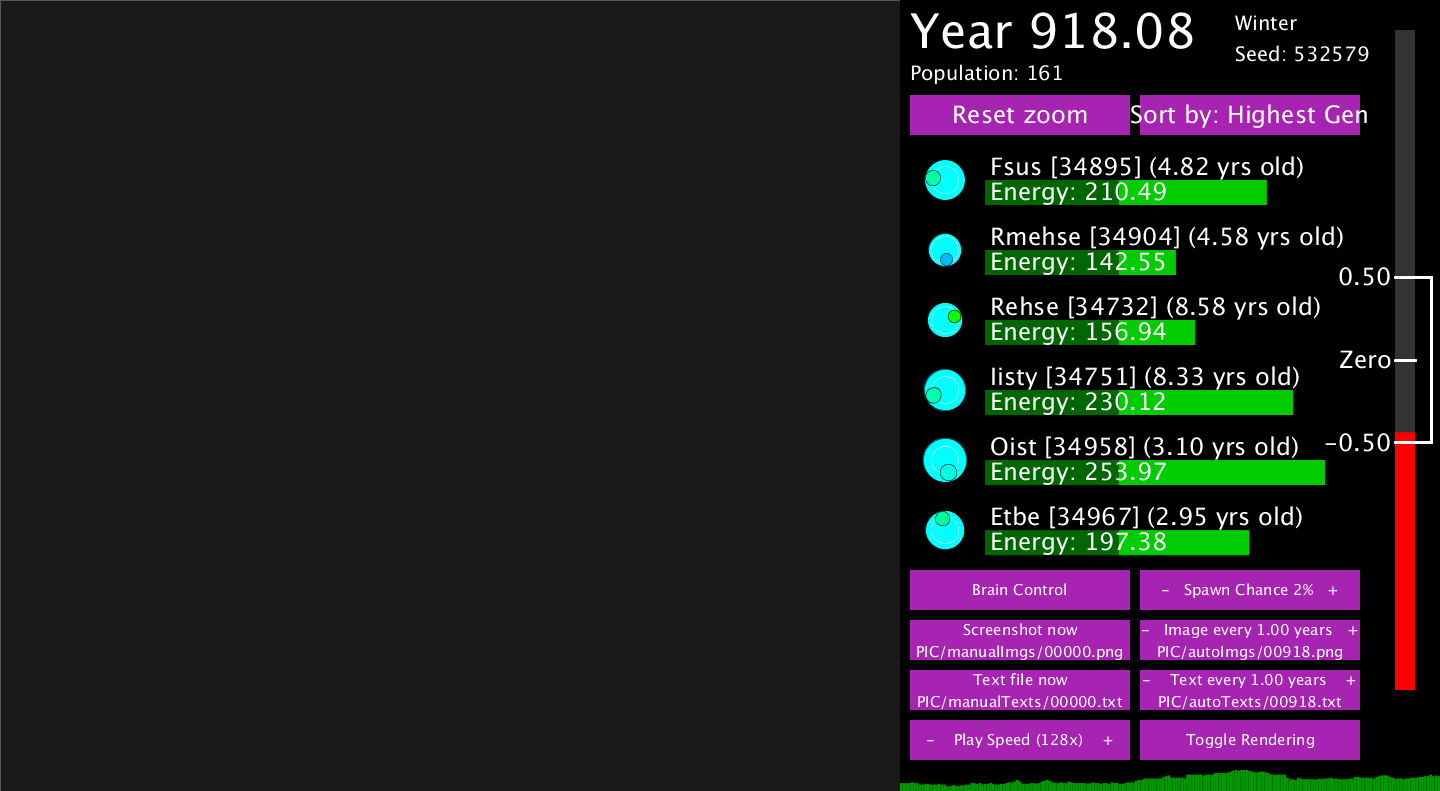 Year 918.08
Winter
Seed: 532579
Population: 161
Reset zoom
Sort by: Highest Gen
Fsus [34895] (4.82 yrs old)
Energy: 210.49
Rmehse [34904] (4.58 yrs old)
Energy: 142.55
Rehse [34732] (8.58 yrs old)
Energy: 156.94
Iisty [34751] (8.33 yrs old)
Energy: 230.12
Oist [34958] (3.10 yrs old)
Energy: 253.97
Etbe [34967] (2.95 yrs old)
Energy: 197.38
0.50
Zero
-0.50
Brain Control
- Spawn Chance 2% +
Screenshot now
PIC/manualImgs/00000.png
- Image every 1.00 years +
PIC/autoImgs/00918.png
Text file now
PIC/manualTexts/00000.txt
- Text every 1.00 years +
PIC/autoTexts/00918.txt
- Play Speed (128x) +
Toggle Rendering